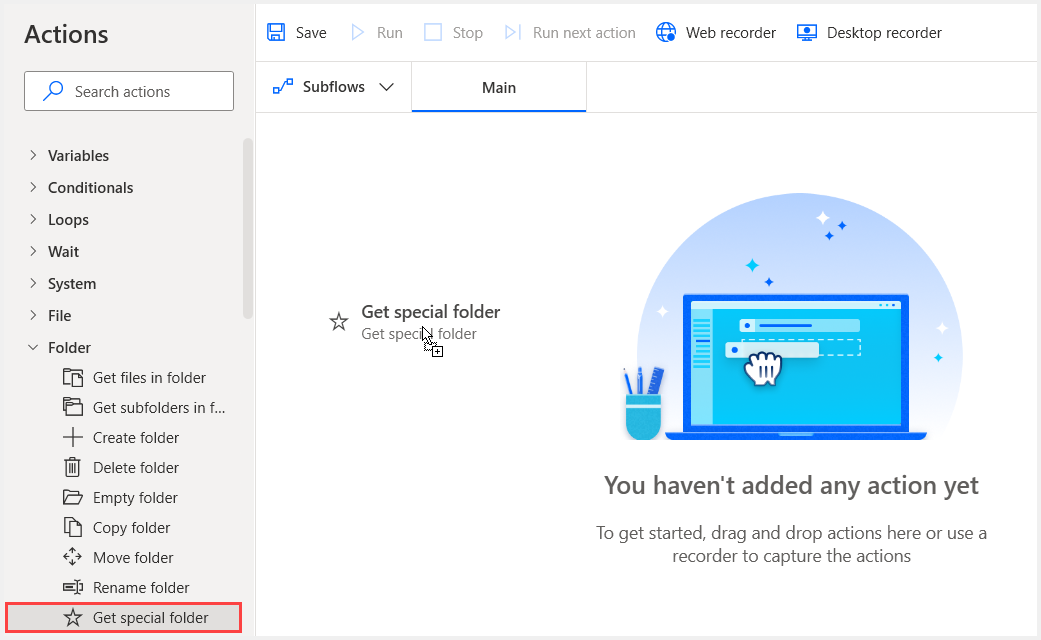 Actions
Search actions
Variables
Conditionals
Loops
Wait
System
File
Folder
Get files in folder
Get subfolders in f...
Create folder
Delete folder
Empty folder
Copy folder
Move folder
Rename folder
Get special folder
Save Run Stop Run next action Web recorder Desktop recorder
Subflows Main
Get special folder
Get special folder
You haven't added any action yet
To get started, drag and drop actions here or use a
recorder to capture the actions